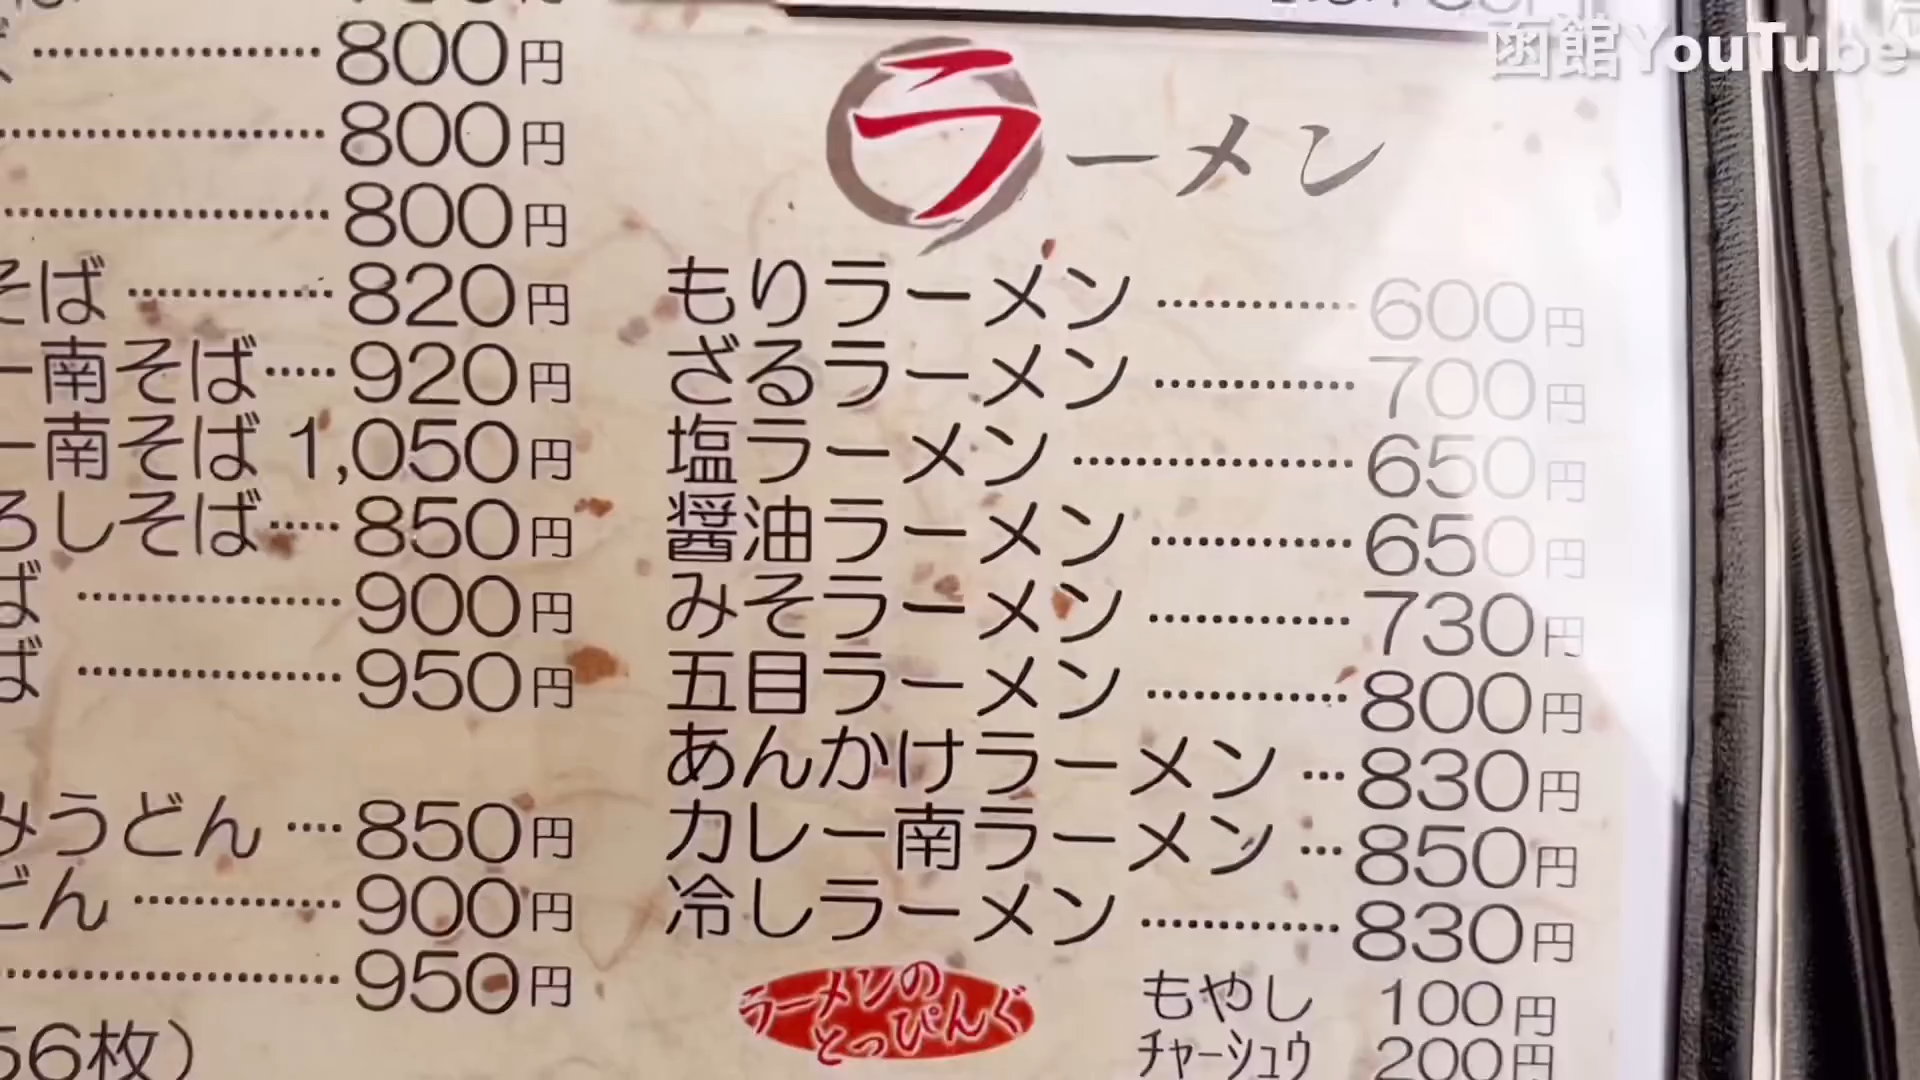 函館YouTube
800円
800円
800円
そば 820円
ー南そば 920円
ー南そば 1,050円
ろしそば 850円
ば 900円
ば 950円
みうどん 850円
どん 900円
950円
56枚)
ラーメン
もりラーメン 600円
ざるラーメン 700円
塩ラーメン 650円
醤油ラーメン 650円
みそラーメン 730円
五目ラーメン 800円
あんかけラーメン 830円
カレー南ラーメン 850円
冷しラーメン 830円
ラーメンの
とっぴんぐ
もやし 100円
チャーシュウ 200円